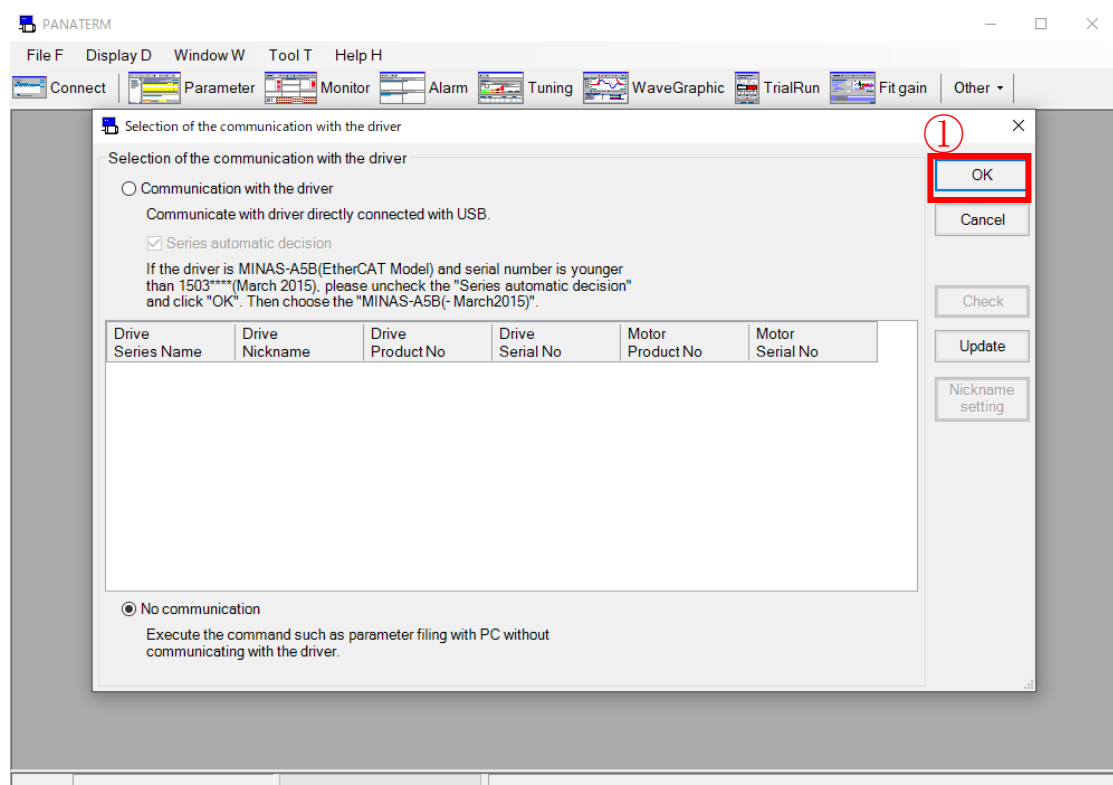 PANATERM
File F Display D Window W Tool T Help H
Connect Parameter Monitor Alarm Tuning WaveGraphic TrialRun Fit gain Other
Selection of the communication with the driver
①
Selection of the communication with the driver
OK
Communication with the driver
Communicate with driver directly connected with USB.
Cancel
Series automatic decision
If the driver is MINAS-A5B(EtherCAT Model) and serial number is younger
than 1503****(March 2015), please uncheck the "Series automatic decision"
and click "OK". Then choose the "MINAS-A5B(- March2015)".
Check
Drive Series Name
Drive Nickname
Drive Product No
Drive Serial No
Motor Product No
Motor Serial No
Update
Nickname
setting
No communication
Execute the command such as parameter filing with PC without
communicating with the driver.